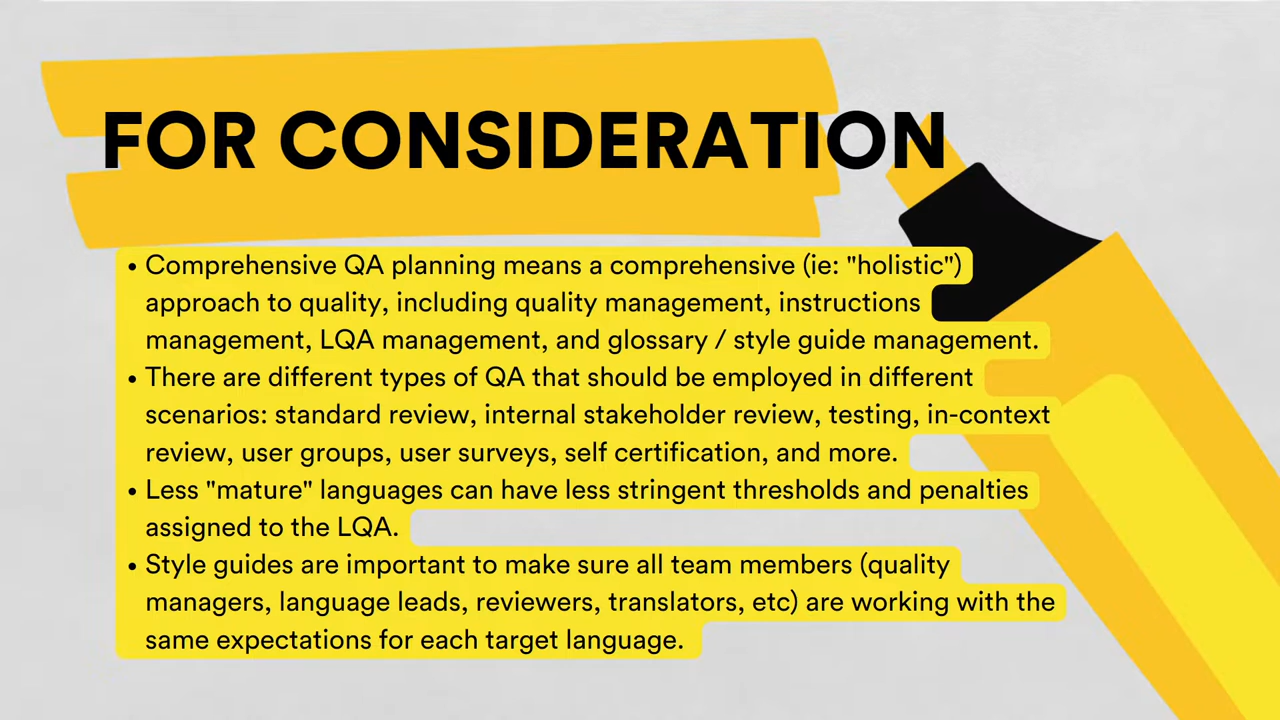 FOR CONSIDERATION
• Comprehensive QA planning means a comprehensive (ie: "holistic")
approach to quality, including quality management, instructions
management, LQA management, and glossary / style guide management.
• There are different types of QA that should be employed in different
scenarios: standard review, internal stakeholder review, testing, in-context
review, user groups, user surveys, self certification, and more.
• Less "mature" languages can have less stringent thresholds and penalties
assigned to the LQA.
• Style guides are important to make sure all team members (quality
managers, language leads, reviewers, translators, etc) are working with the
same expectations for each target language.